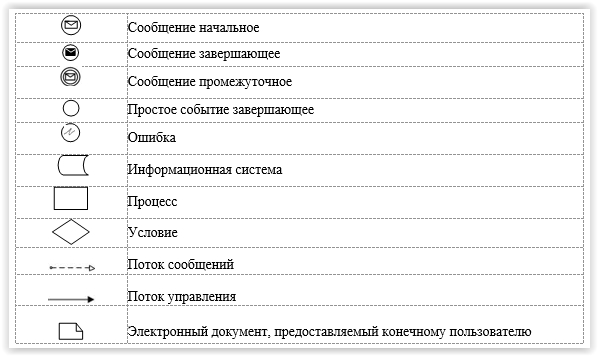 Сообщение начальное
Сообщение завершающее
Сообщение промежуточное
Простое событие завершающее
Ошибка
Информационная система
Процесс
Условие
Поток сообщений
Поток управления
Электронный документ, предоставляемый конечному пользователю